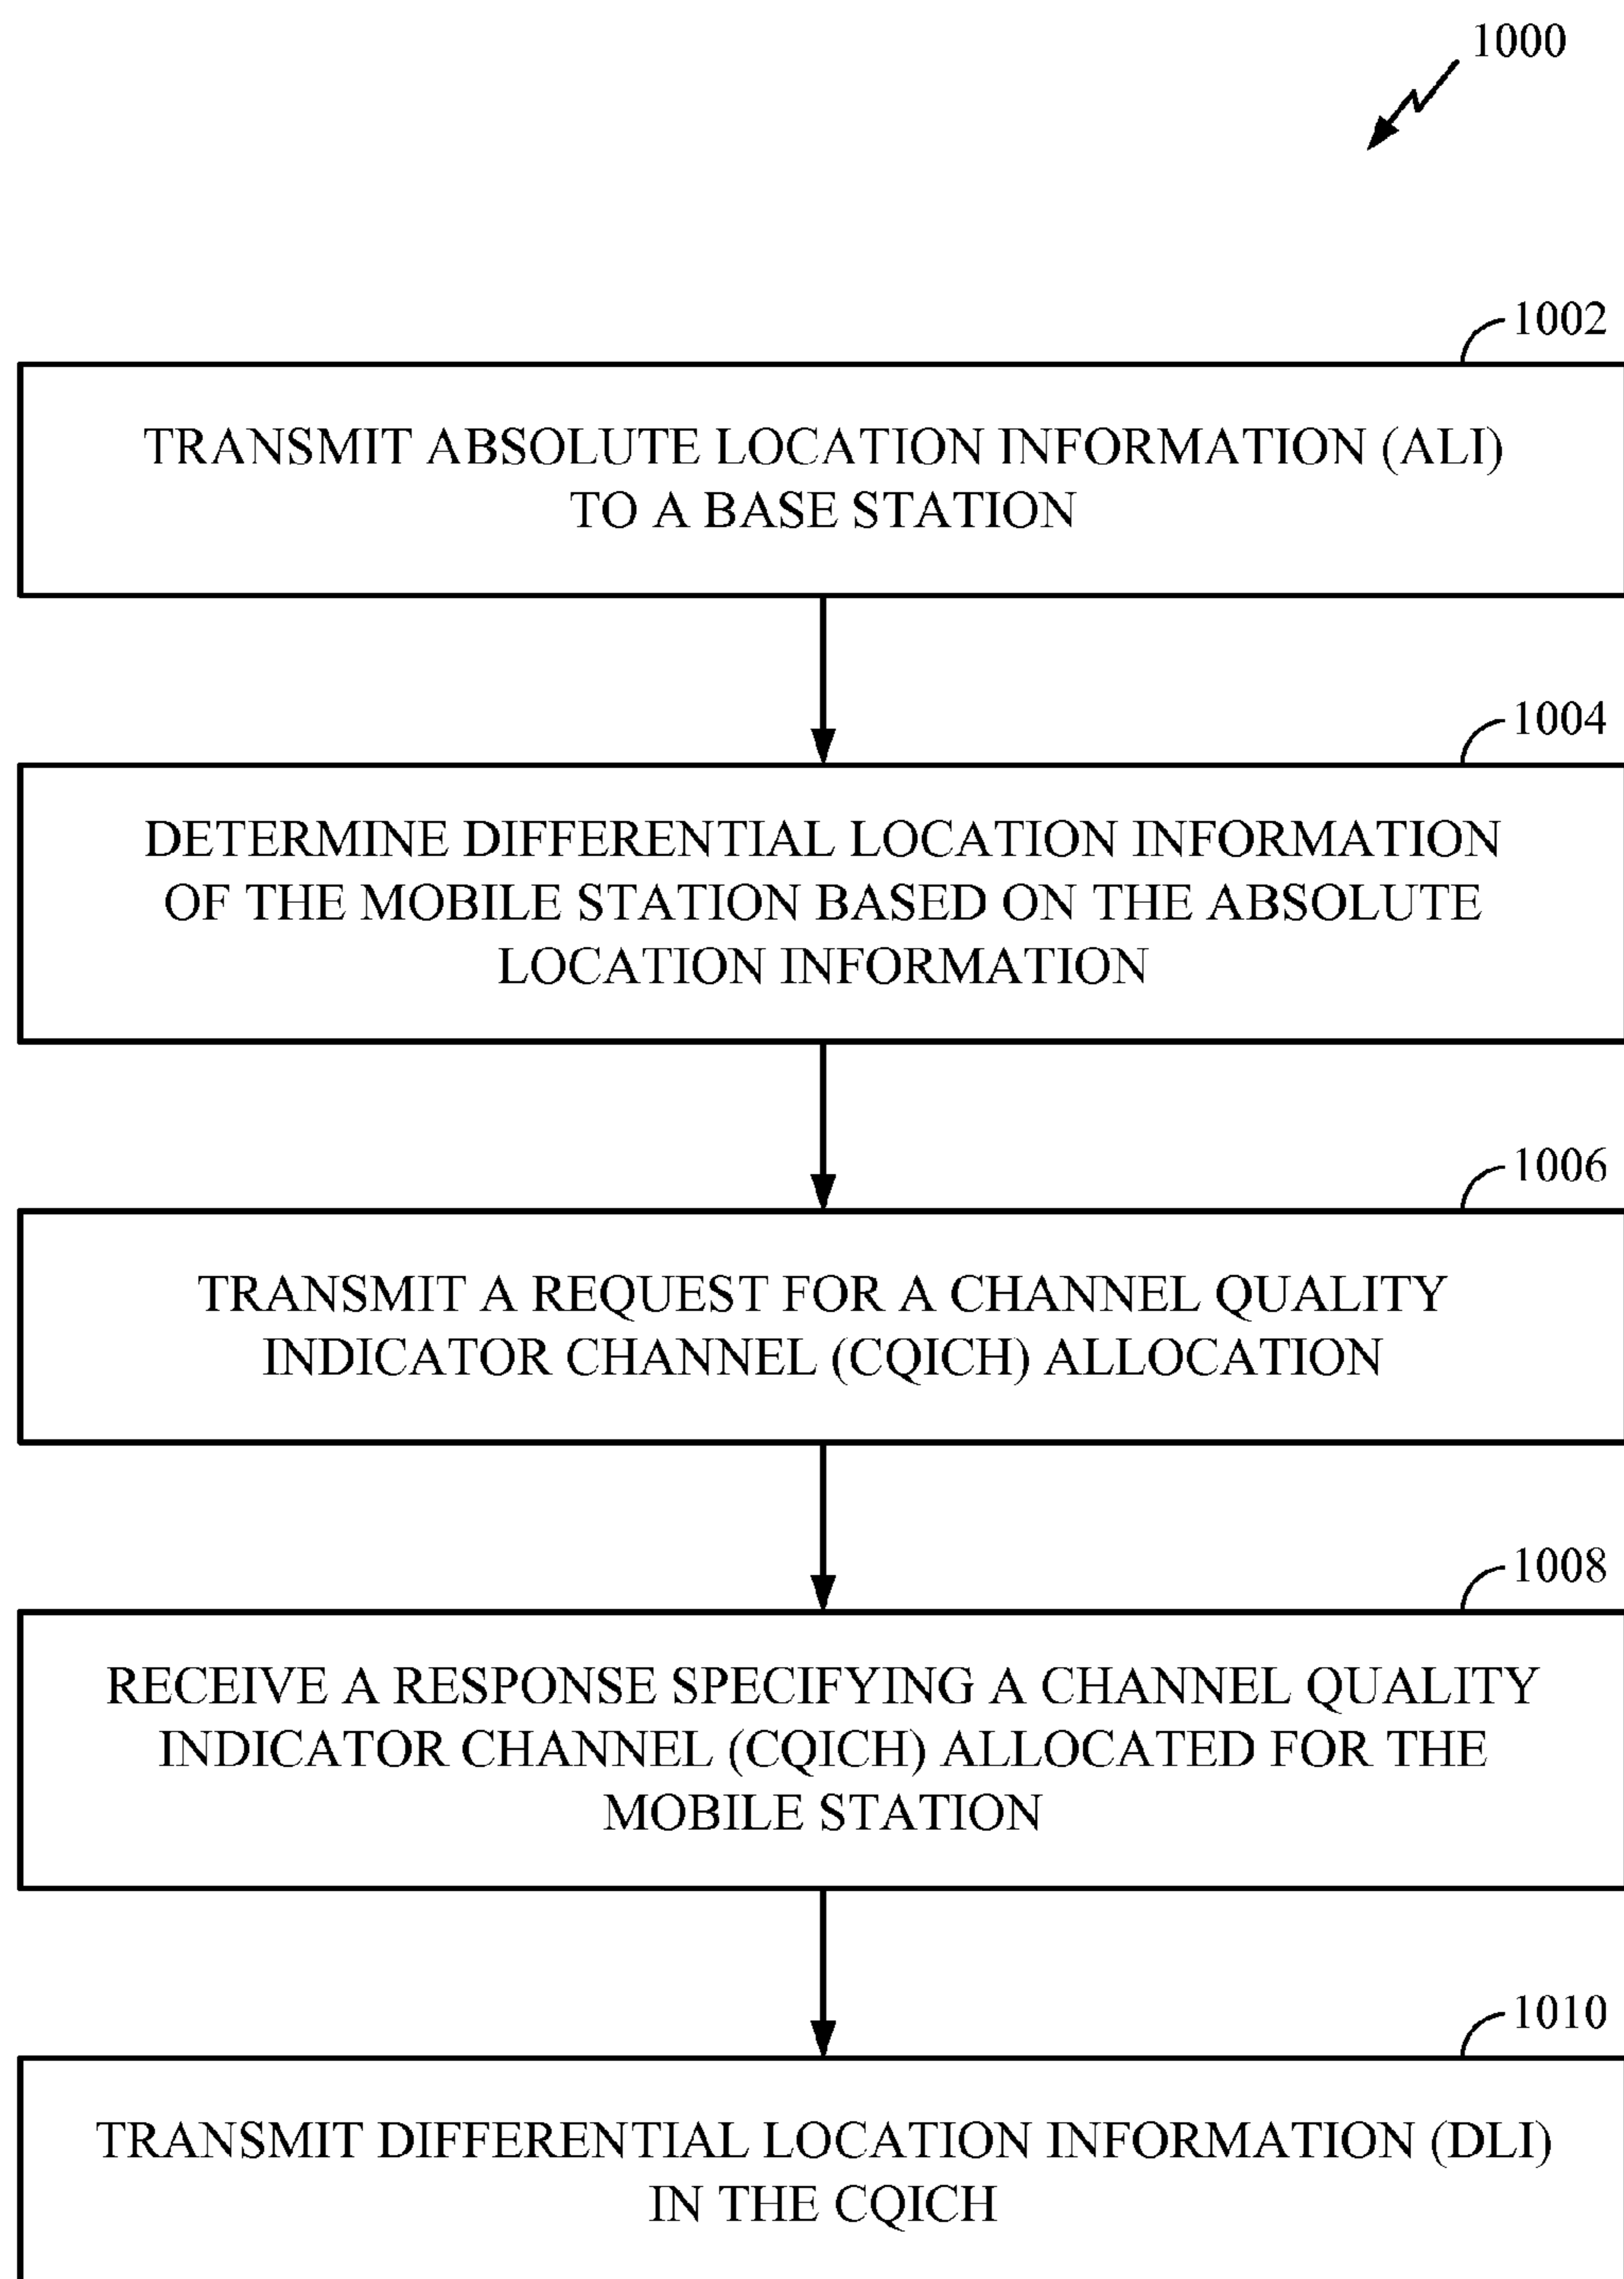 1000
1002
TRANSMIT ABSOLUTE LOCATION INFORMATION (ALI)
TO A BASE STATION
1004
DETERMINE DIFFERENTIAL LOCATION INFORMATION
OF THE MOBILE STATION BASED ON THE ABSOLUTE
LOCATION INFORMATION
1006
TRANSMIT A REQUEST FOR A CHANNEL QUALITY
INDICATOR CHANNEL (CQICH) ALLOCATION
1008
RECEIVE A RESPONSE SPECIFYING A CHANNEL QUALITY
INDICATOR CHANNEL (CQICH) ALLOCATED FOR THE
MOBILE STATION
1010
TRANSMIT DIFFERENTIAL LOCATION INFORMATION (DLI)
IN THE CQICH